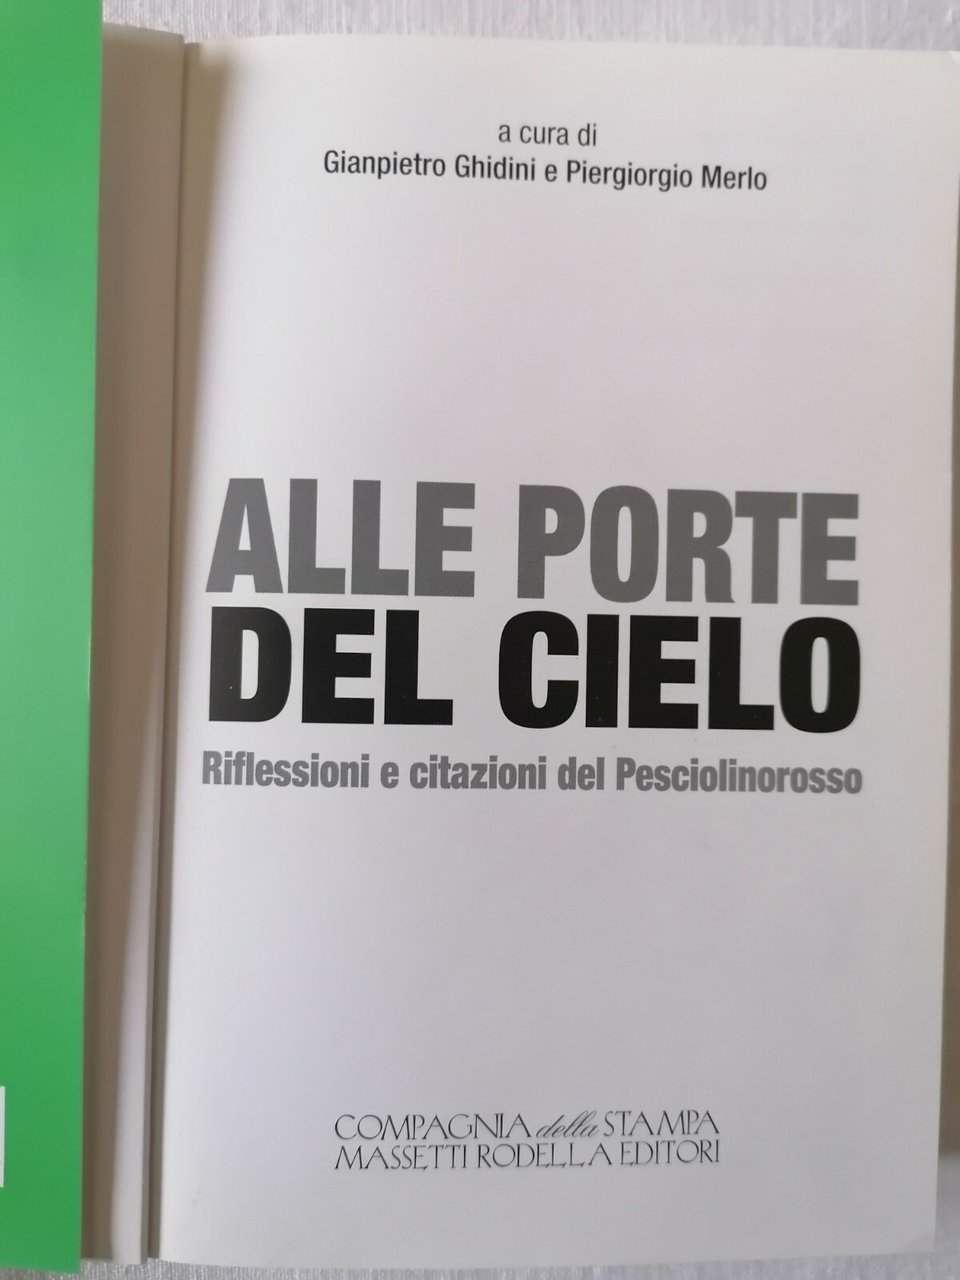 a cura di
Gianpietro Ghidini e Piergiorgio Merlo
ALLE PORTE
DEL CIELO
Riflessioni e citazioni del Pesciolinorosso
COMPAGNIA della STAMPA
MASSETTI RODELLA EDITORI